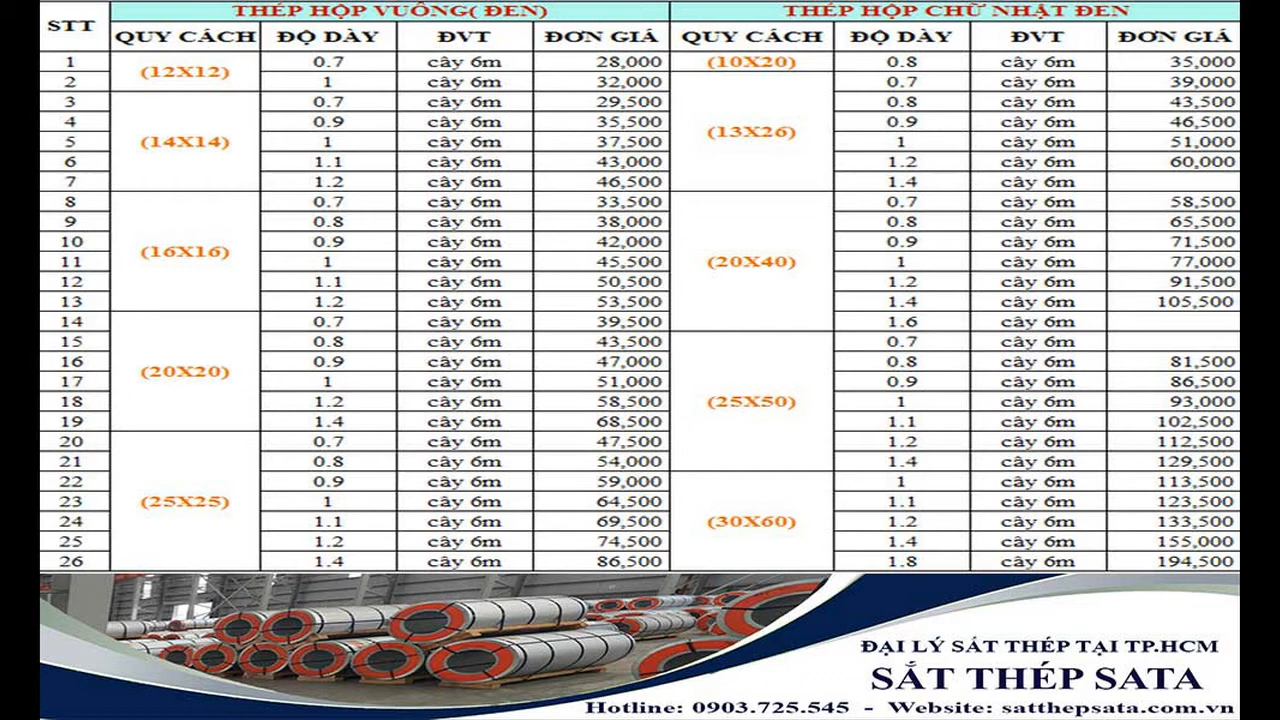 STT THÉP HỘP VUÔNG( ĐEN) THÉP HỘP CHỮ NHẬT ĐEN
QUY CÁCH ĐỘ DÀY ĐVT ĐƠN GIÁ QUY CÁCH ĐỘ DÀY ĐVT ĐƠN GIÁ
1 (12X12) 0.7 cây 6m 28,000 (10X20) 0.8 cây 6m 35,000
2 1 cây 6m 32,000 0.7 cây 6m 39,000
3 0.7 cây 6m 29,500 0.8 cây 6m 43,500
4 0.9 cây 6m 35,500 (13X26) 0.9 cây 6m 46,500
5 (14X14) 1 cây 6m 37,500 1 cây 6m 51,000
6 1.1 cây 6m 43,000 1.2 cây 6m 60,000
7 1.2 cây 6m 46,500 1.4 cây 6m
8 0.7 cây 6m 33,500 0.7 cây 6m 58,500
9 0.8 cây 6m 38,000 0.8 cây 6m 65,500
10 (16X16) 0.9 cây 6m 42,000 0.9 cây 6m 71,500
11 1 cây 6m 45,500 (20X40) 1 cây 6m 77,000
12 1.1 cây 6m 50,500 1.2 cây 6m 91,500
13 1.2 cây 6m 53,500 1.4 cây 6m 105,500
14 0.7 cây 6m 39,500 1.6 cây 6m
15 0.8 cây 6m 43,500 0.7 cây 6m
16 (20X20) 0.9 cây 6m 47,000 0.8 cây 6m 81,500
17 1 cây 6m 51,000 0.9 cây 6m 86,500
18 1.2 cây 6m 58,500 (25X50) 1 cây 6m 93,000
19 1.4 cây 6m 68,500 1.1 cây 6m 102,500
20 0.7 cây 6m 47,500 1.2 cây 6m 112,500
21 0.8 cây 6m 54,000 1.4 cây 6m 129,500
22 0.9 cây 6m 59,000 1 cây 6m 113,500
23 (25X25) 1 cây 6m 64,500 1.1 cây 6m 123,500
24 1.1 cây 6m 69,500 (30X60) 1.2 cây 6m 133,500
25 1.2 cây 6m 74,500 1.4 cây 6m 155,000
26 1.4 cây 6m 86,500 1.8 cây 6m 194,500
ĐẠI LÝ SẮT THÉP TẠI TP.HCM
SẮT THÉP SATA
Hotline: 0903.725.545 - Website: satthepsata.com.vn